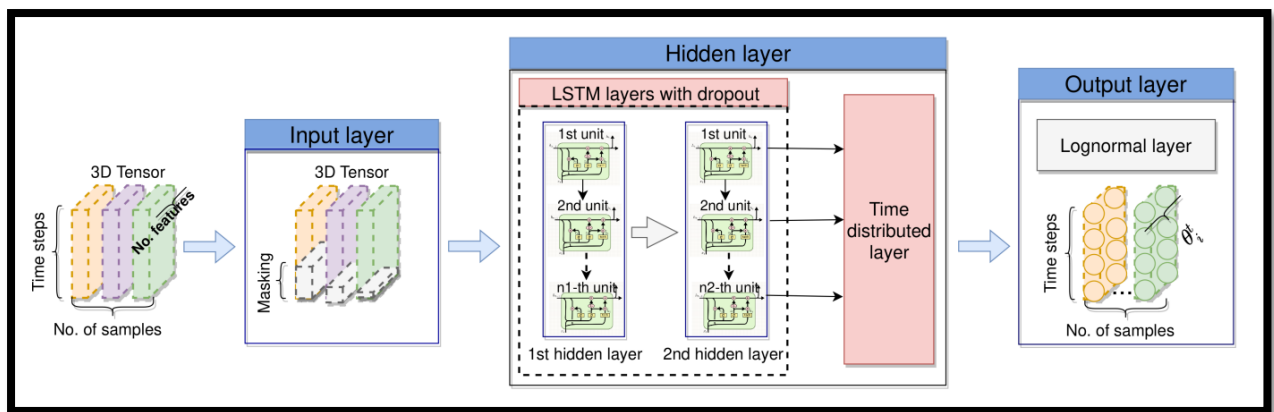 3D Tensor
Time steps
No. features
No. of samples
Input layer
3D Tensor
Masking
Hidden layer
LSTM layers with dropout
1st unit
2nd unit
n1-th unit
1st hidden layer
1st unit
2nd unit
n2-th unit
2nd hidden layer
Time
distributed
layer
Output layer
Lognormal layer
Time steps
...
θᵢᵗ
No. of samples